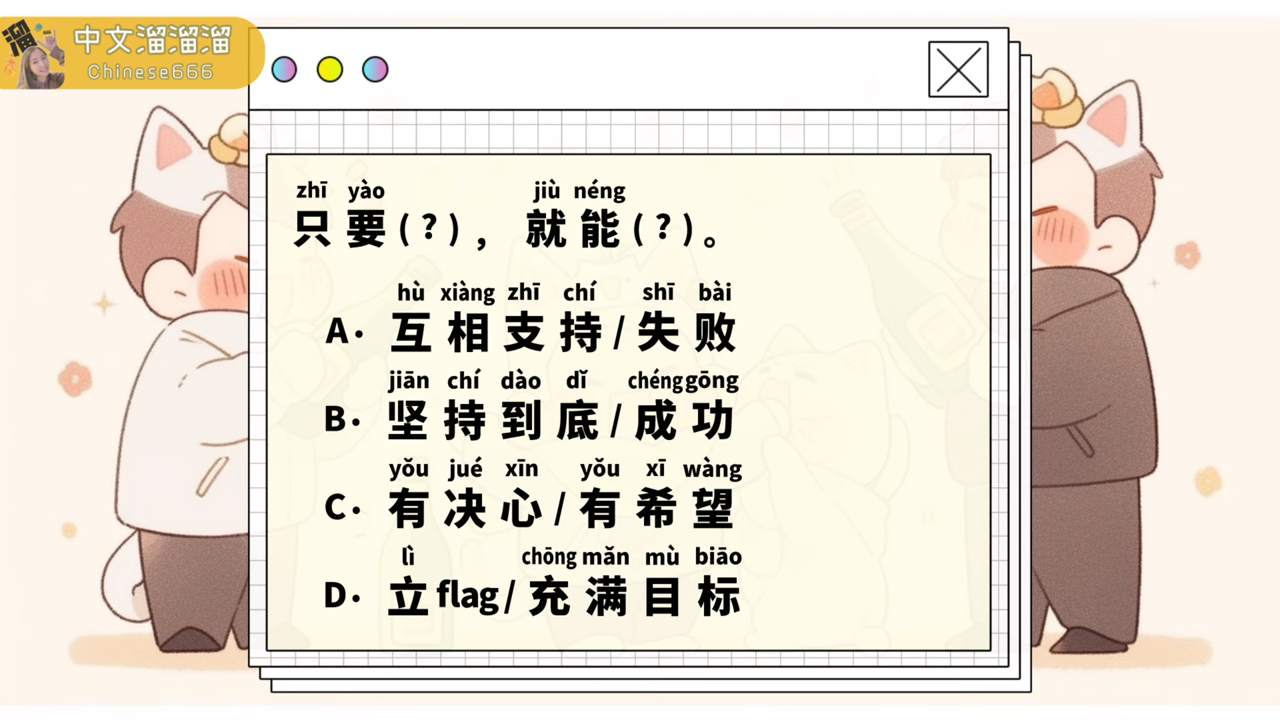 溜
中文溜溜溜
Chinese666
zhī yào jiù néng
只要(?)，就能(?)。
hù xiàng zhī chí shī bài
A. 互相支持/失败
jiān chí dào dǐ chénggōng
B. 坚持到底/成功
yǒu jué xīn yǒu xī wàng
C. 有决心/有希望
lì chōng mǎn mù biāo
D. 立flag/充满目标